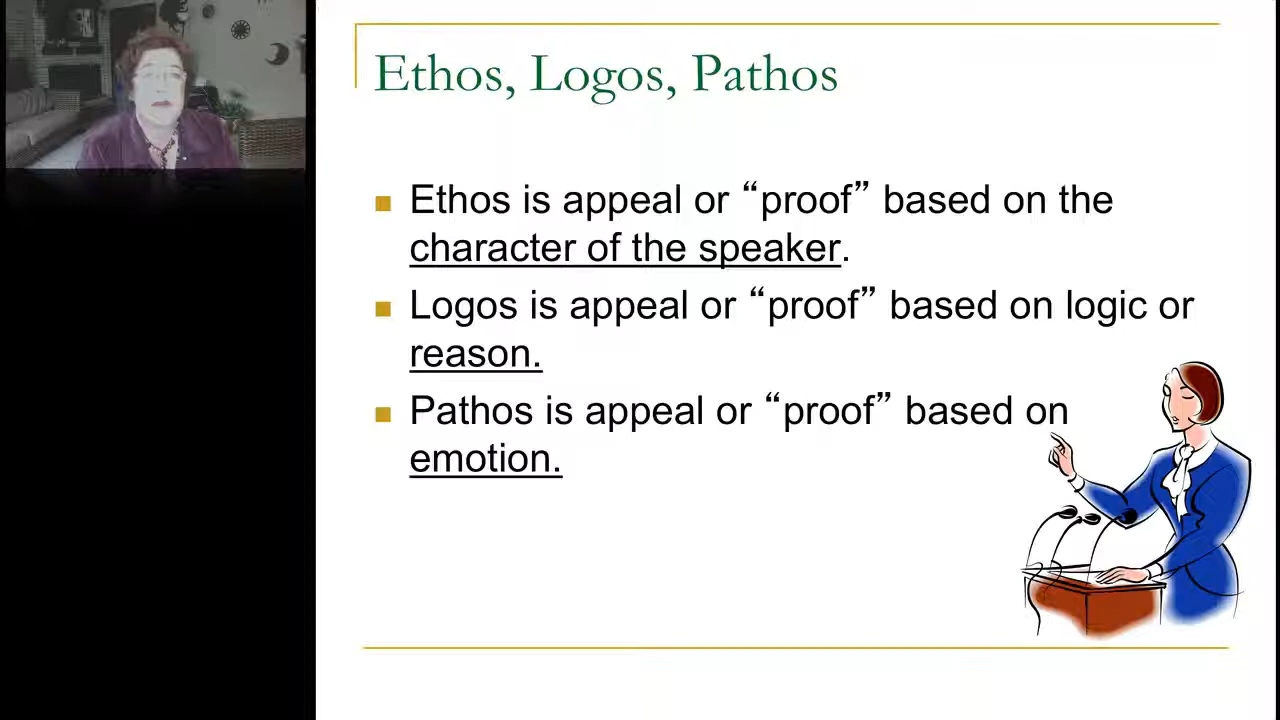 Ethos, Logos, Pathos
Ethos is appeal or “proof” based on the
character of the speaker.
Logos is appeal or “proof” based on logic or
reason.
Pathos is appeal or “proof” based on
emotion.